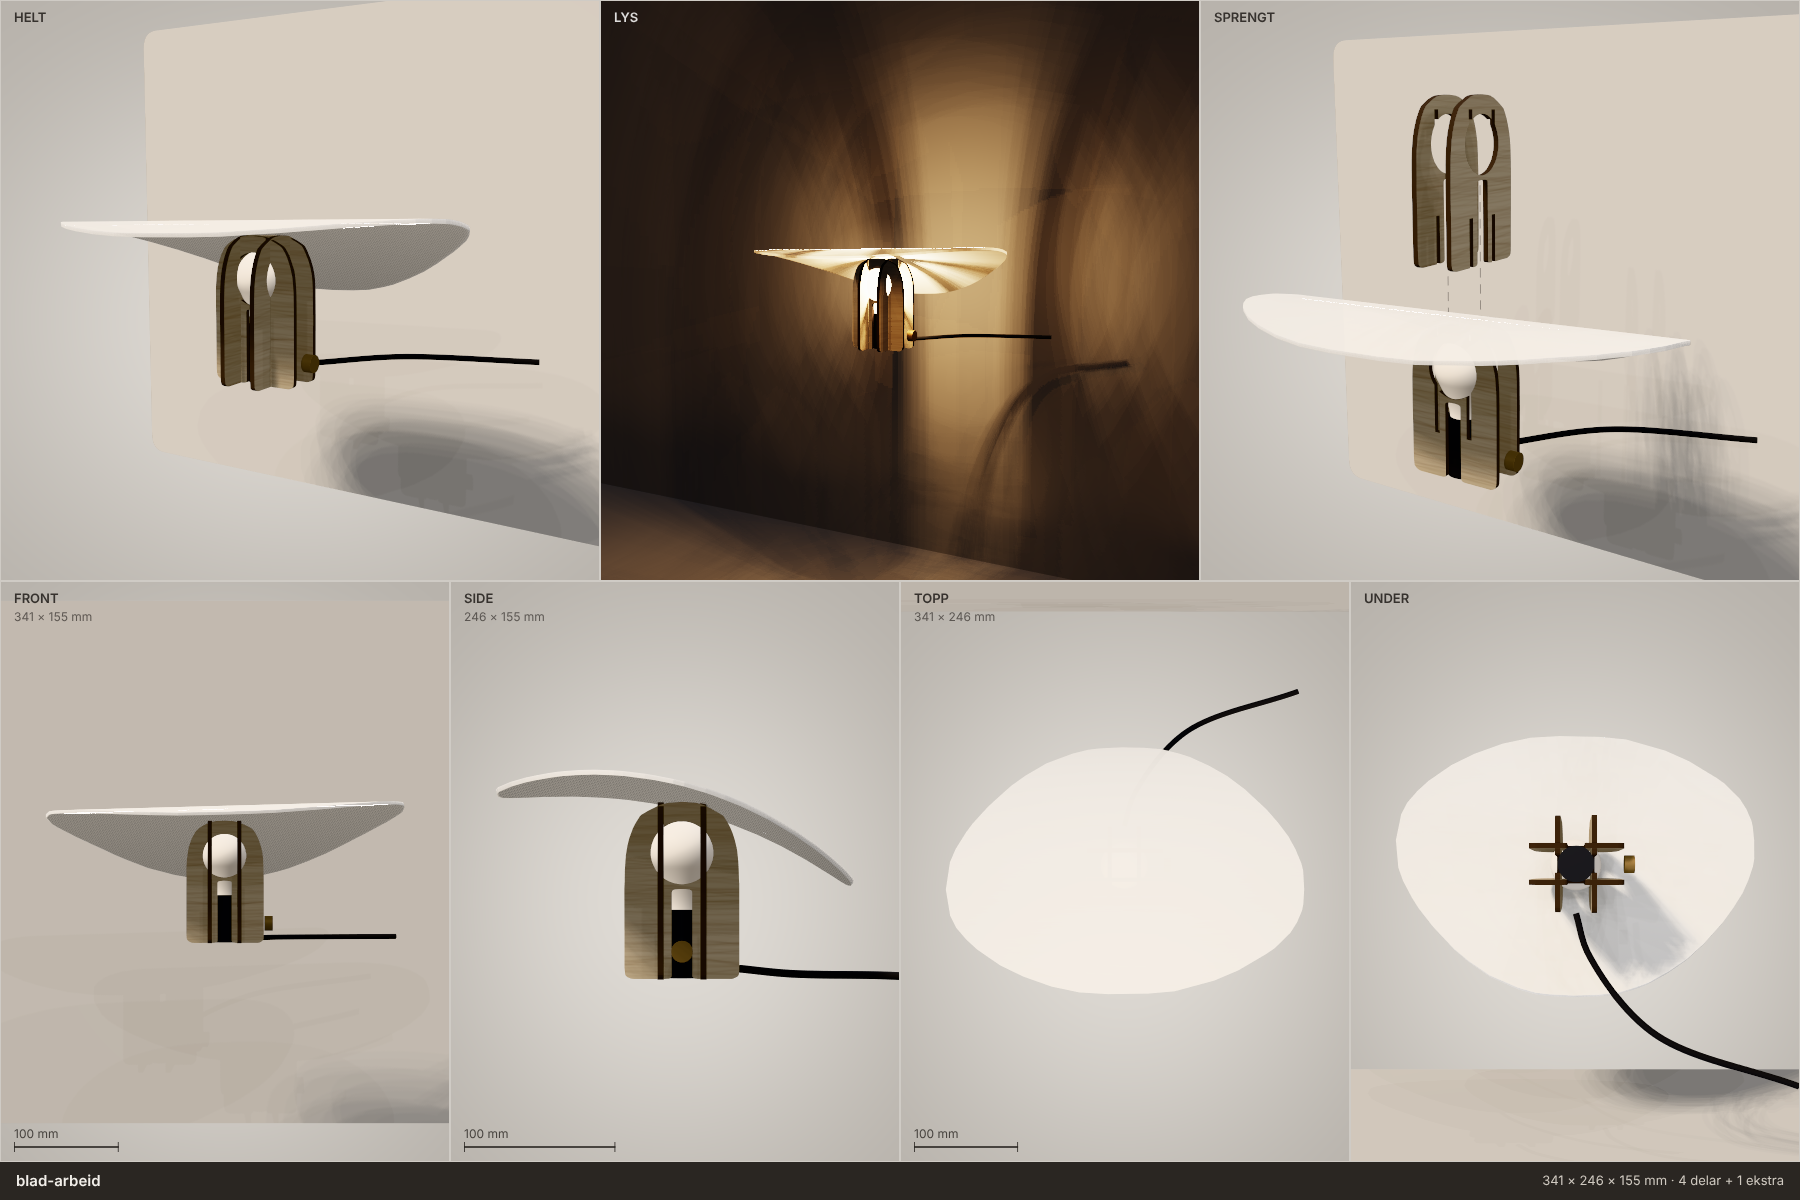 HELT
LYS
SPRENGT
FRONT
341 × 155 mm
SIDE
246 × 155 mm
TOPP
341 × 246 mm
UNDER
100 mm
100 mm
100 mm
blad-arbeid
341 × 246 × 155 mm · 4 delar + 1 ekstra